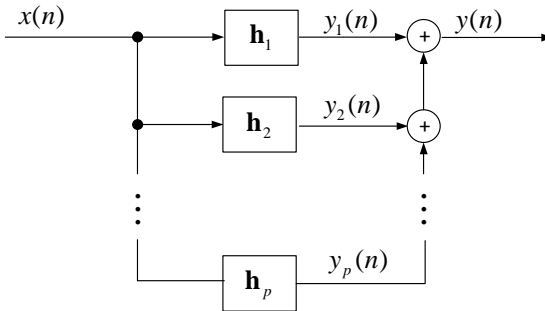 x(n) h₁ y₁(n) + y(n)
h₂ y₂(n) +
hₚ yₚ(n)